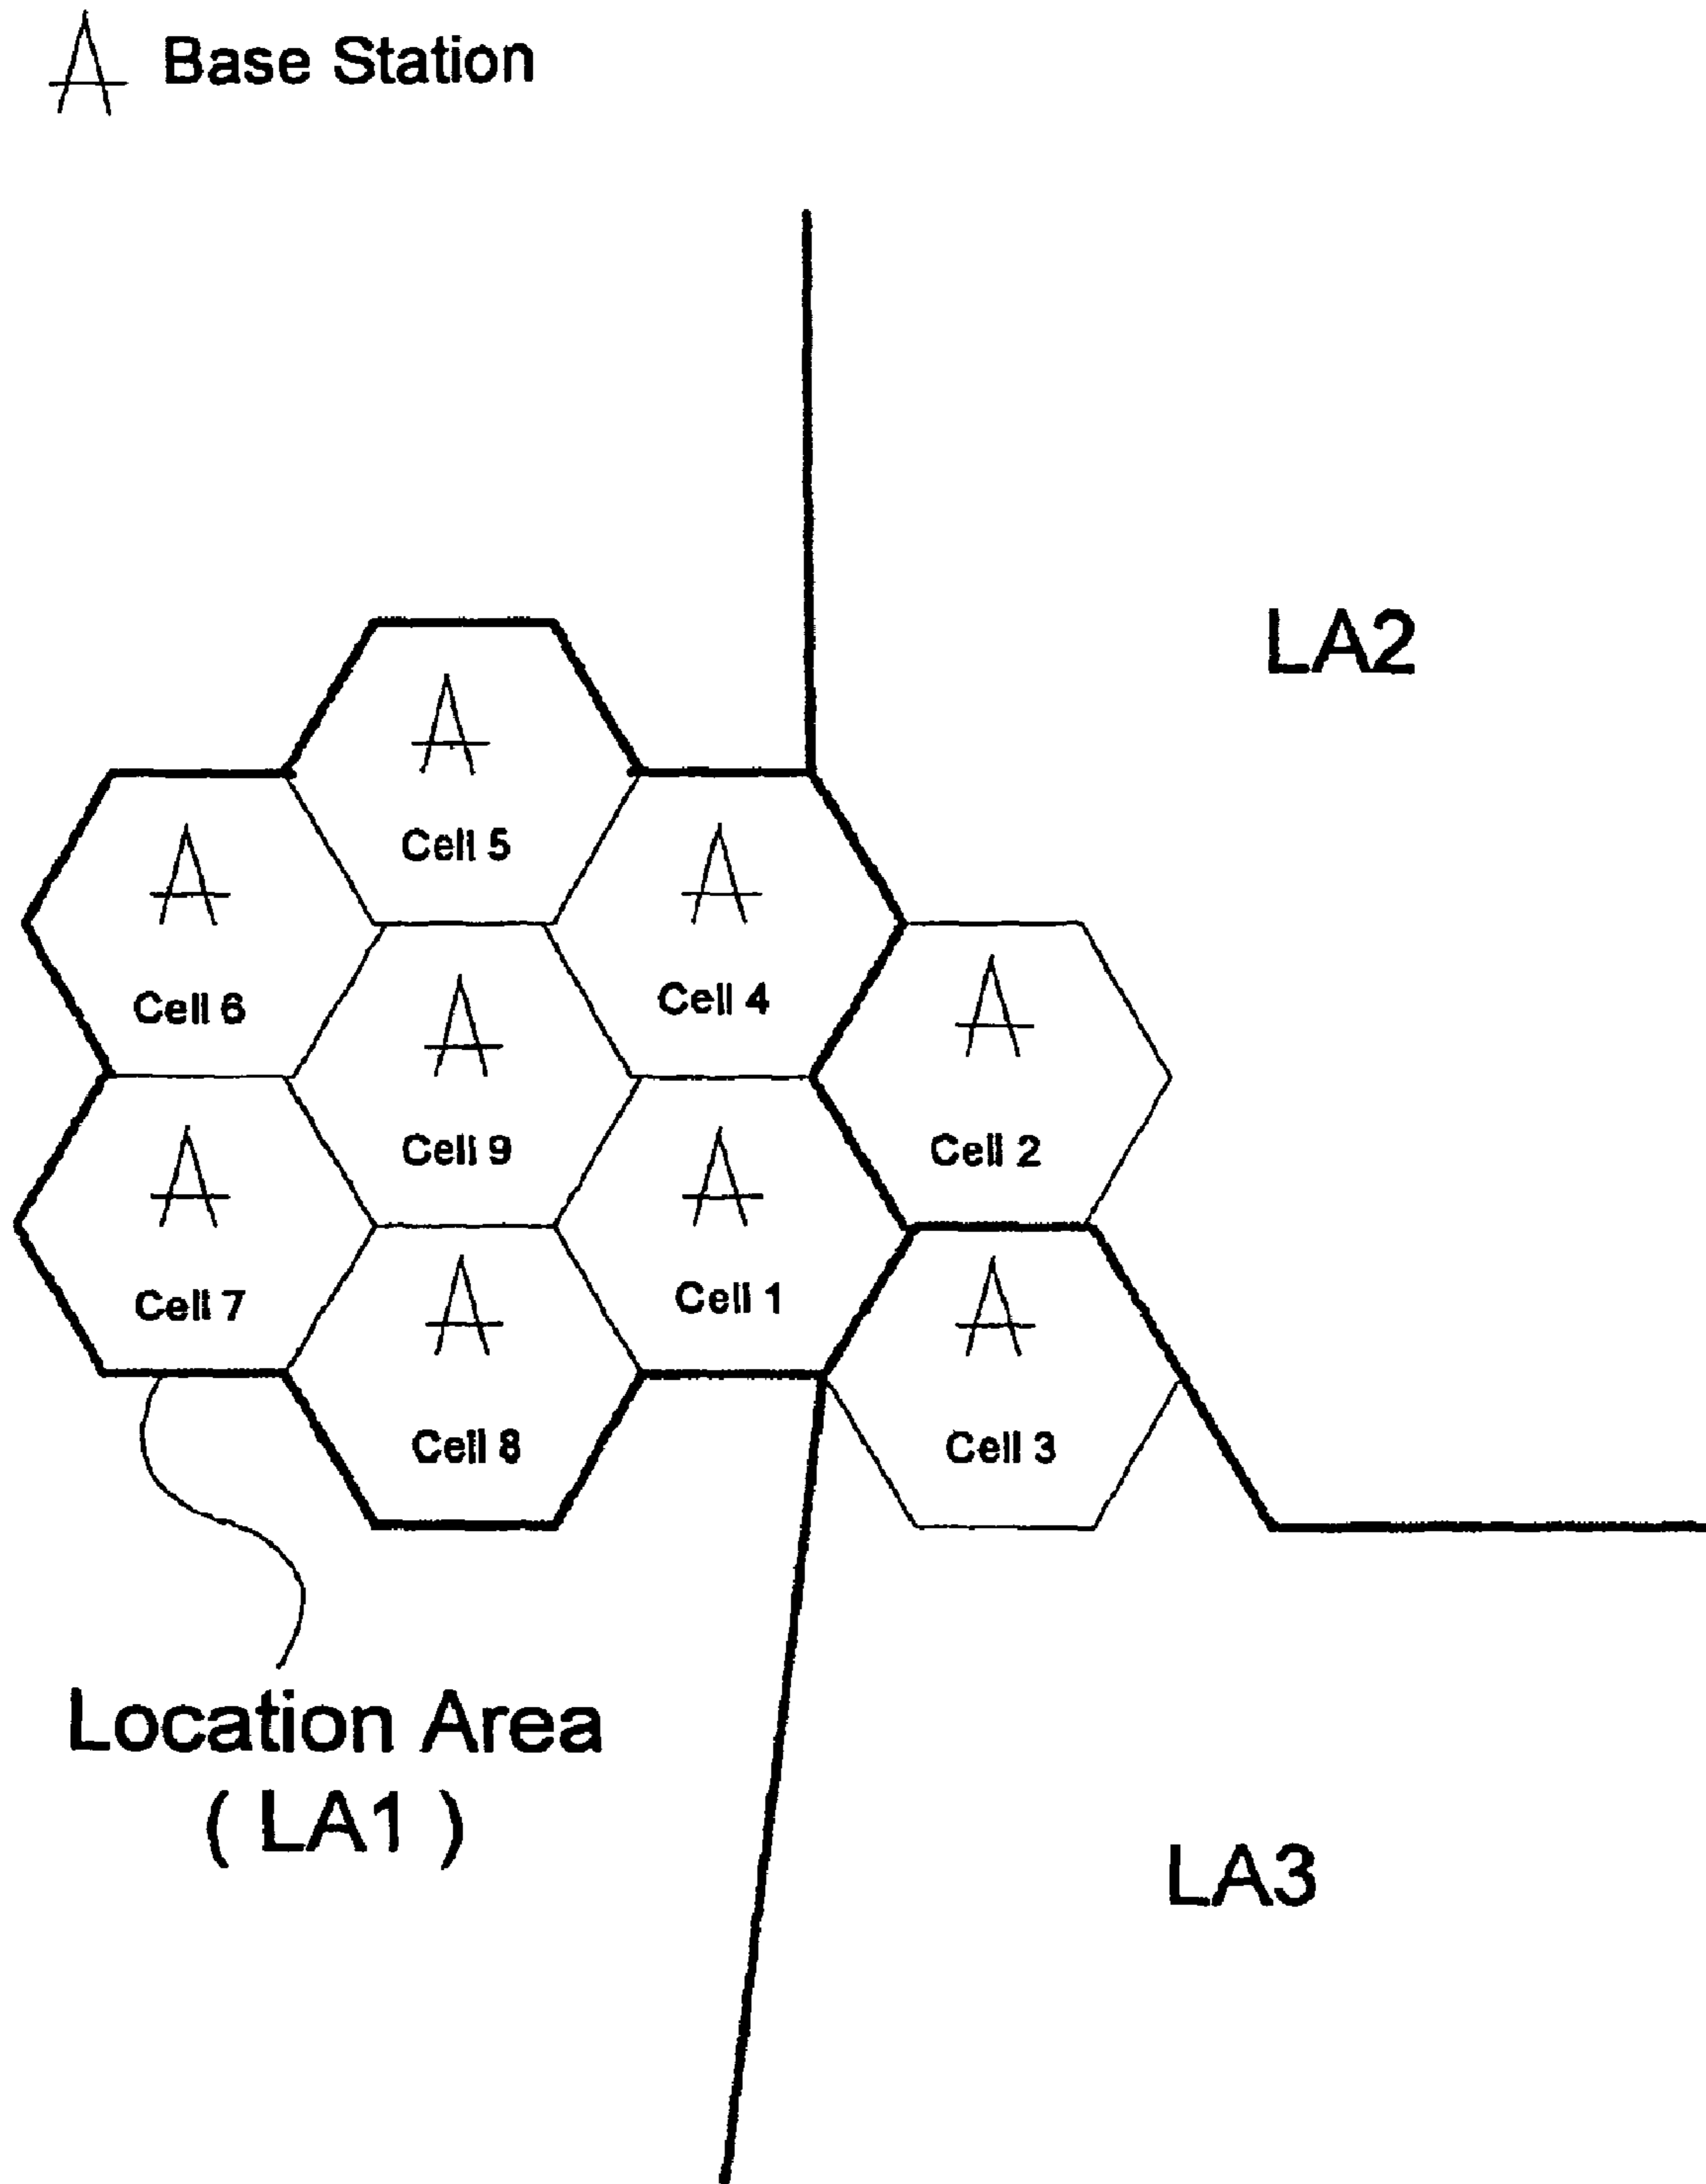 Base Station
LA2
Cell 5
Cell 6
Cell 4
Cell 9
Cell 2
Cell 7
Cell 1
Cell 8
Cell 3
Location Area
( LA1 )
LA3